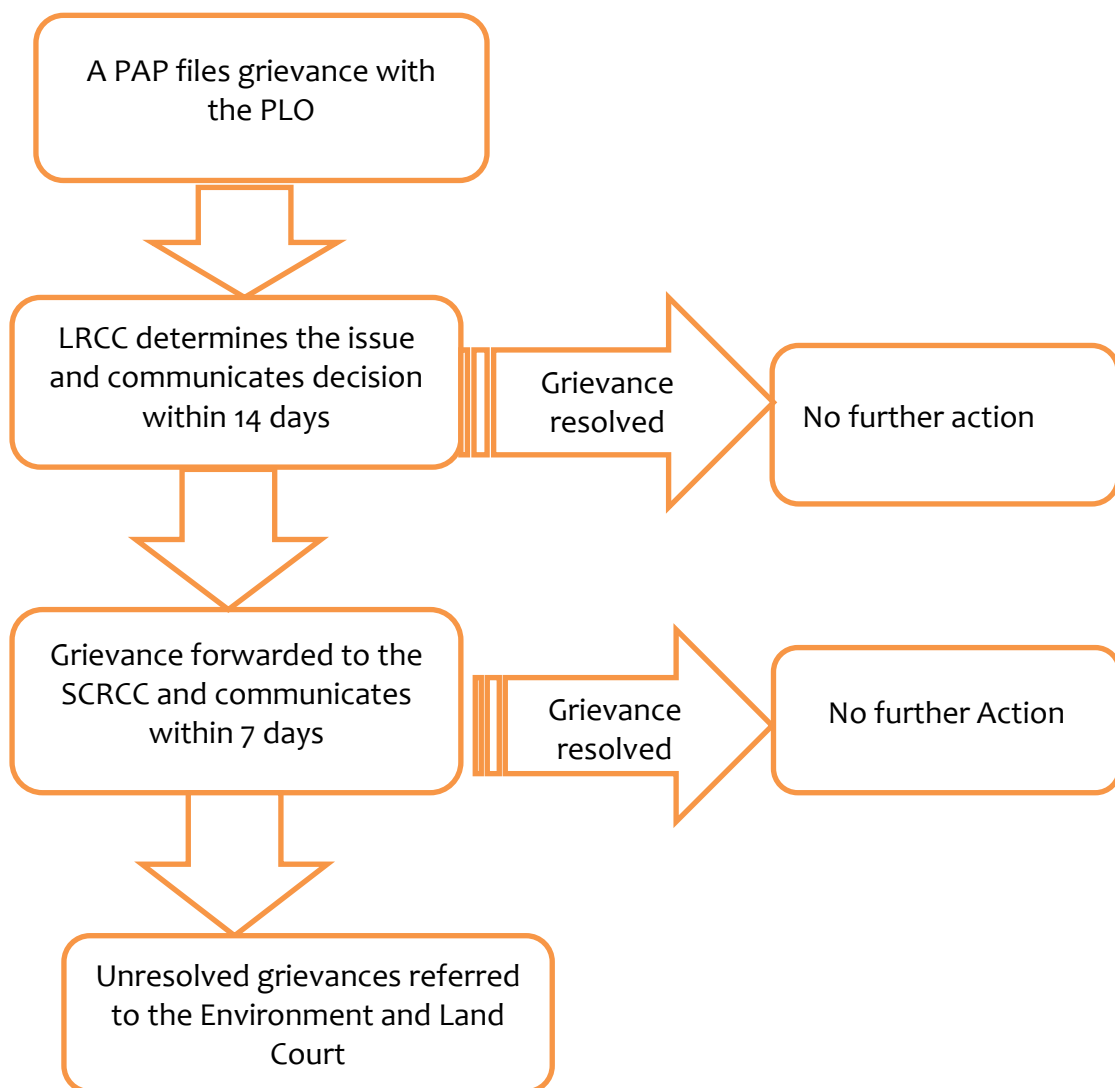 A PAP files grievance with
the PLO
LRCC determines the issue
and communicates decision
within 14 days
Grievance
resolved
No further action
Grievance forwarded to the
SCRCC and communicates
within 7 days
Grievance
resolved
No further Action
Unresolved grievances referred
to the Environment and Land
Court